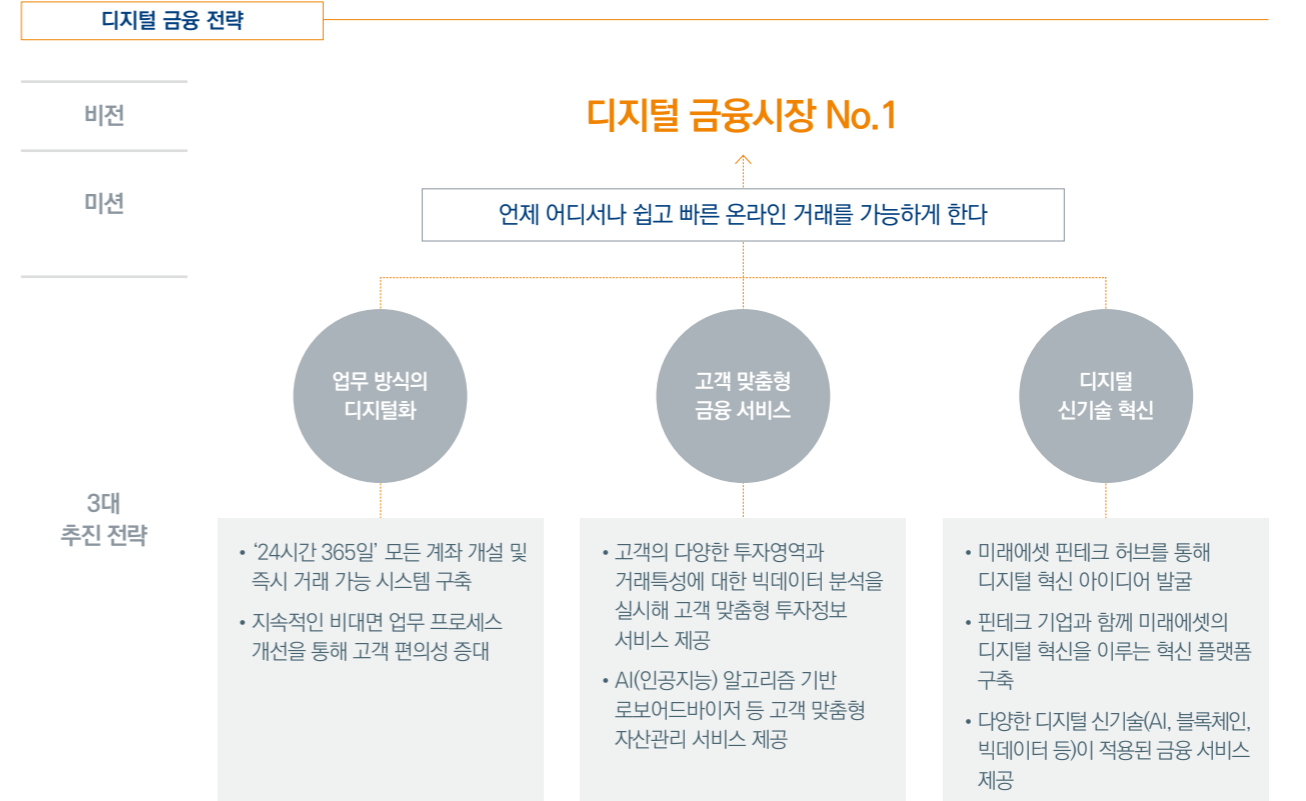 디지털 금융 전략
비전
디지털 금융시장 No.1
미션
언제 어디서나 쉽고 빠른 온라인 거래를 가능하게 한다
3대
추진 전략
업무 방식의
디지털화
• ‘24시간 365일’ 모든 계좌 개설 및
즉시 거래 가능 시스템 구축
• 지속적인 비대면 업무 프로세스
개선을 통해 고객 편의성 증대
고객 맞춤형
금융 서비스
• 고객의 다양한 투자영역과
거래특성에 대한 빅데이터 분석을
실시해 고객 맞춤형 투자정보
서비스 제공
• AI(인공지능) 알고리즘 기반
로보어드바이저 등 고객 맞춤형
자산관리 서비스 제공
디지털
신기술 혁신
• 미래에셋 핀테크 허브를 통해
디지털 혁신 아이디어 발굴
• 핀테크 기업과 함께 미래에셋의
디지털 혁신을 이루는 혁신 플랫폼
구축
• 다양한 디지털 신기술(AI, 블록체인,
빅데이터 등)이 적용된 금융 서비스
제공